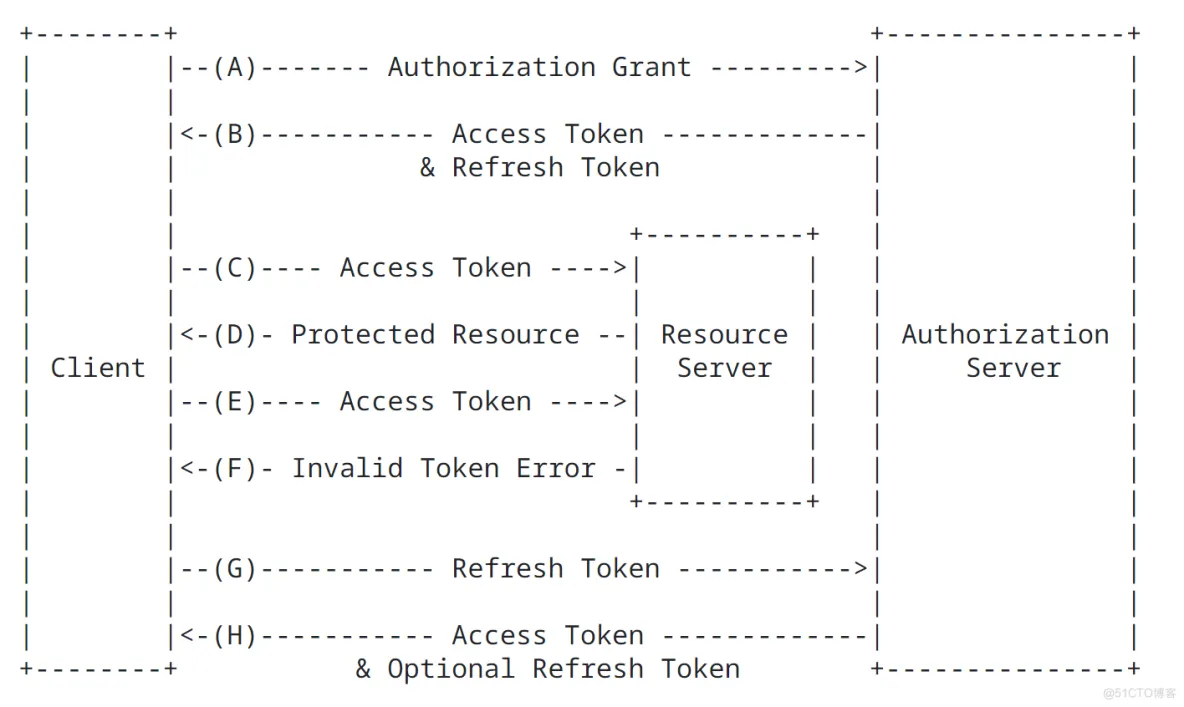 +--------+                                           +---------------+
|        |--(A)------- Authorization Grant --------->|               |
|        |                                           |               |
|        |<-(B)----------- Access Token -------------|               |
|        |               & Refresh Token             |               |
|        |                                           |               |
|        |                            +----------+   |               |
|        |--(C)---- Access Token ---->|          |   |               |
|        |                            |          |   |               |
|        |<-(D)- Protected Resource --| Resource |   | Authorization |
| Client |                            |  Server  |   |     Server    |
|        |--(E)---- Access Token ---->|          |   |               |
|        |                            |          |   |               |
|        |<-(F)- Invalid Token Error -|          |   |               |
|        |                            +----------+   |               |
|        |                                           |               |
|        |--(G)----------- Refresh Token ----------->|               |
|        |                                           |               |
|        |<-(H)----------- Access Token -------------|               |
+--------+           & Optional Refresh Token        +---------------+
@51CTO博客